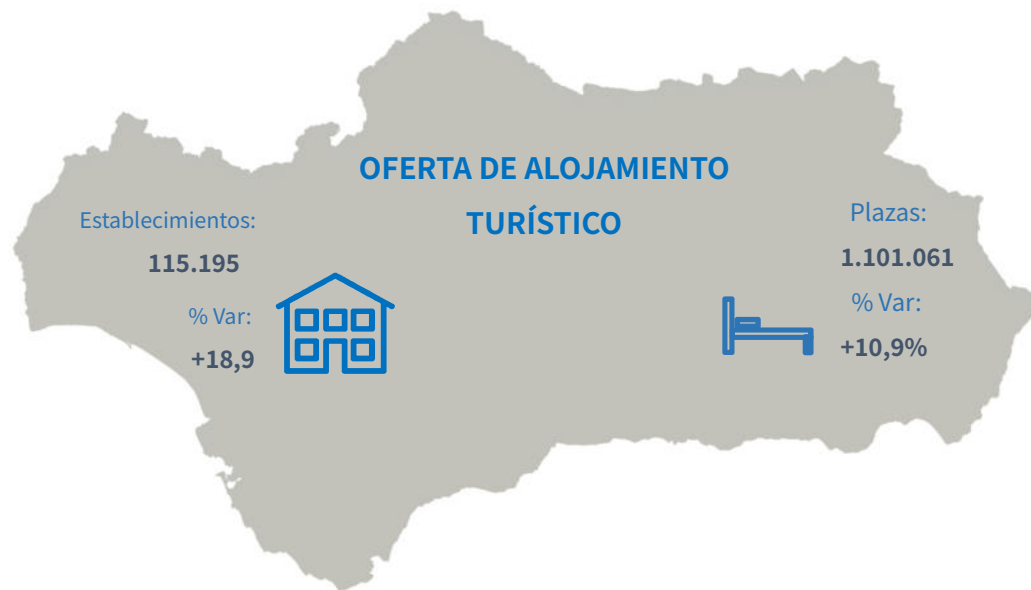 OFERTA DE ALOJAMIENTO
TURÍSTICO
Establecimientos:
115.195
% Var:
+18,9
Plazas:
1.101.061
% Var:
+10,9%